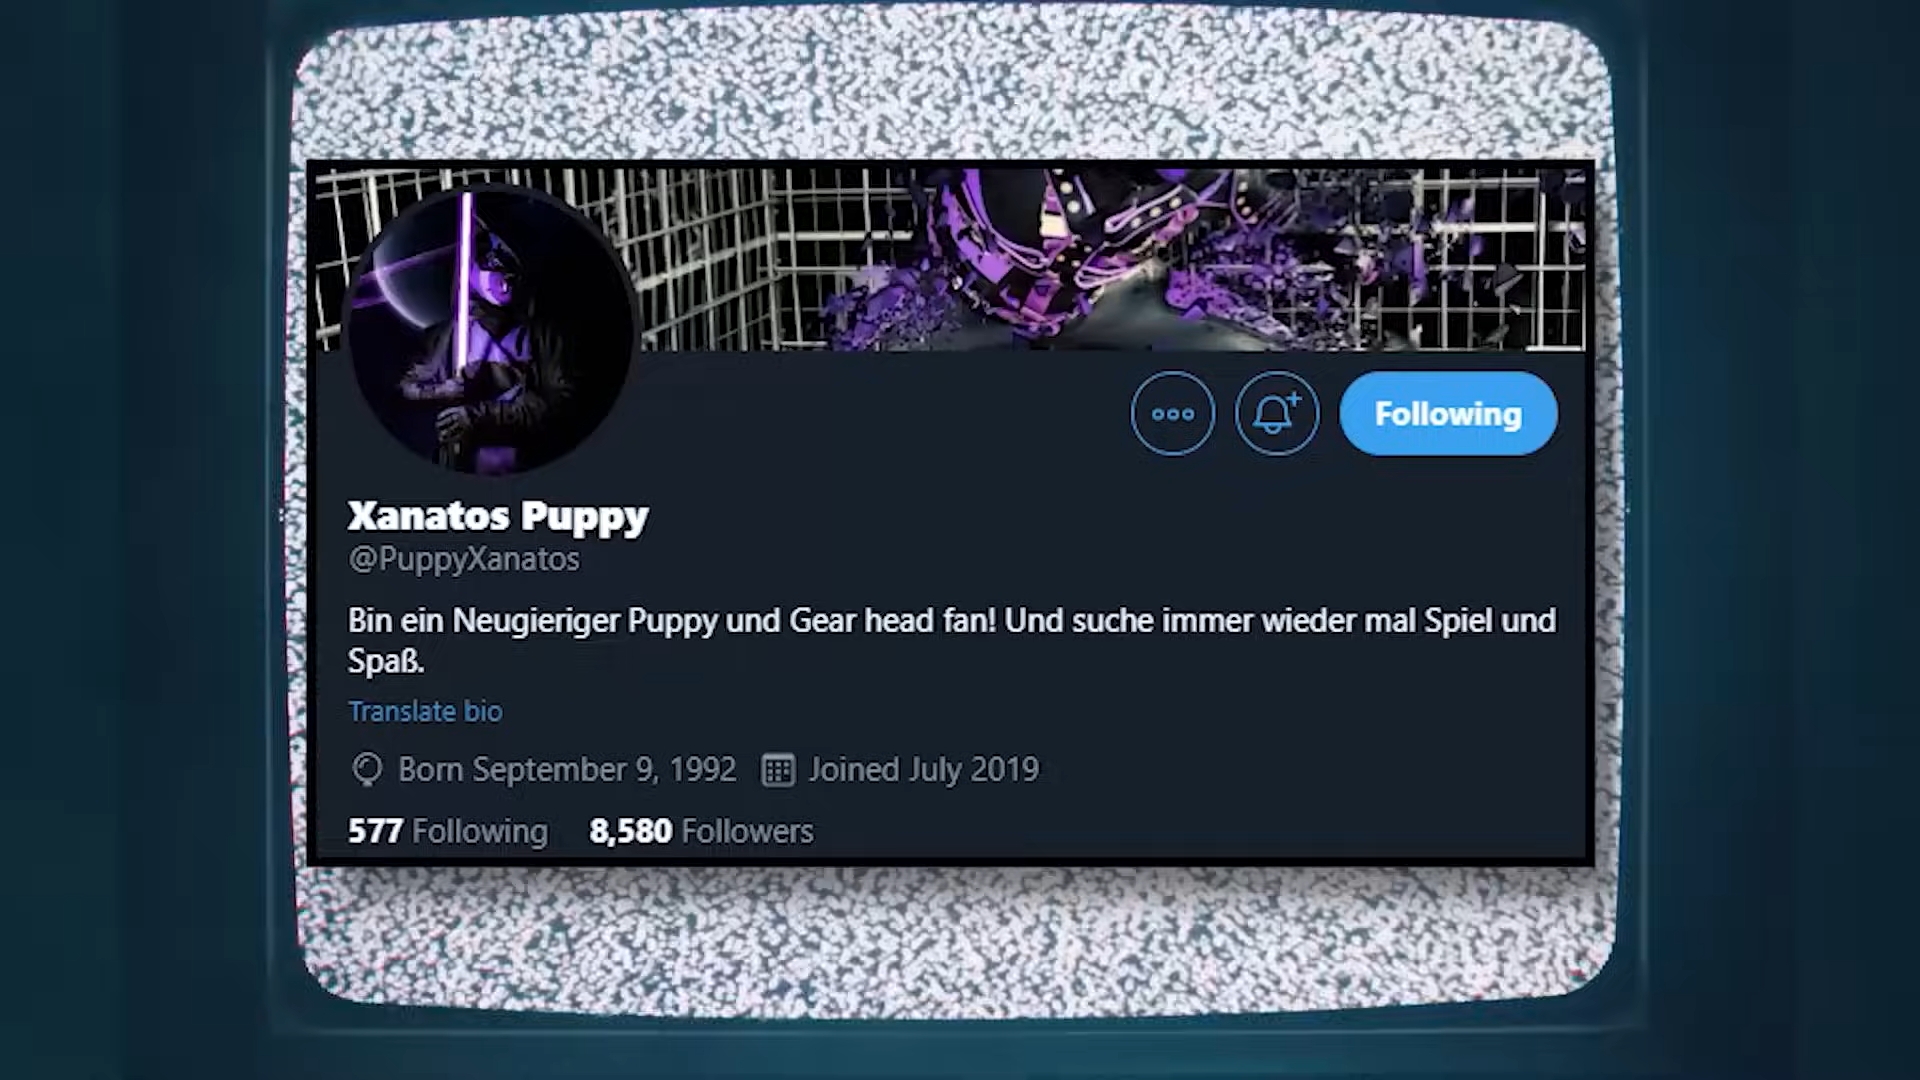 Xanatos Puppy
@PuppyXanatos
Bin ein Neugieriger Puppy und Gear head fan! Und suche immer wieder mal Spiel und
Spaß.
Translate bio
Born September 9, 1992 Joined July 2019
577 Following 8,580 Followers
Following